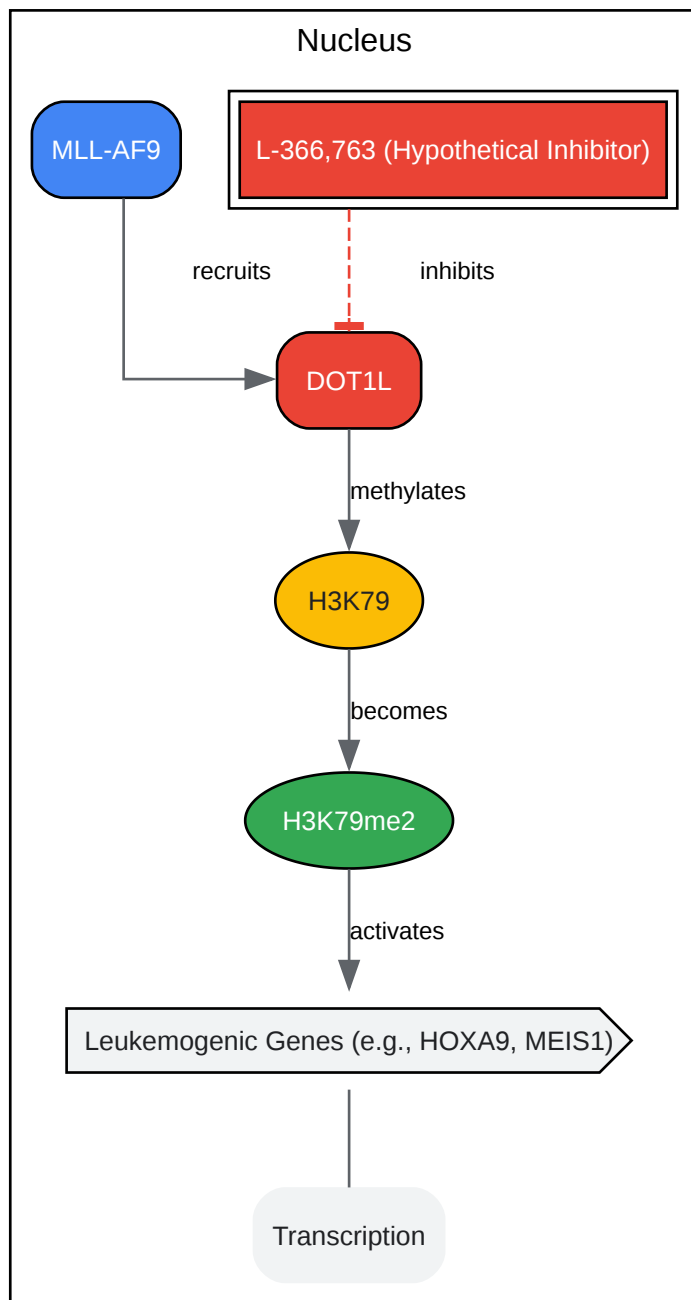 Nucleus
MLL-AF9
L-366,763 (Hypothetical Inhibitor)
recruits
inhibits
DOT1L
methylates
H3K79
becomes
H3K79me2
activates
Leukemogenic Genes (e.g., HOXA9, MEIS1)
Transcription